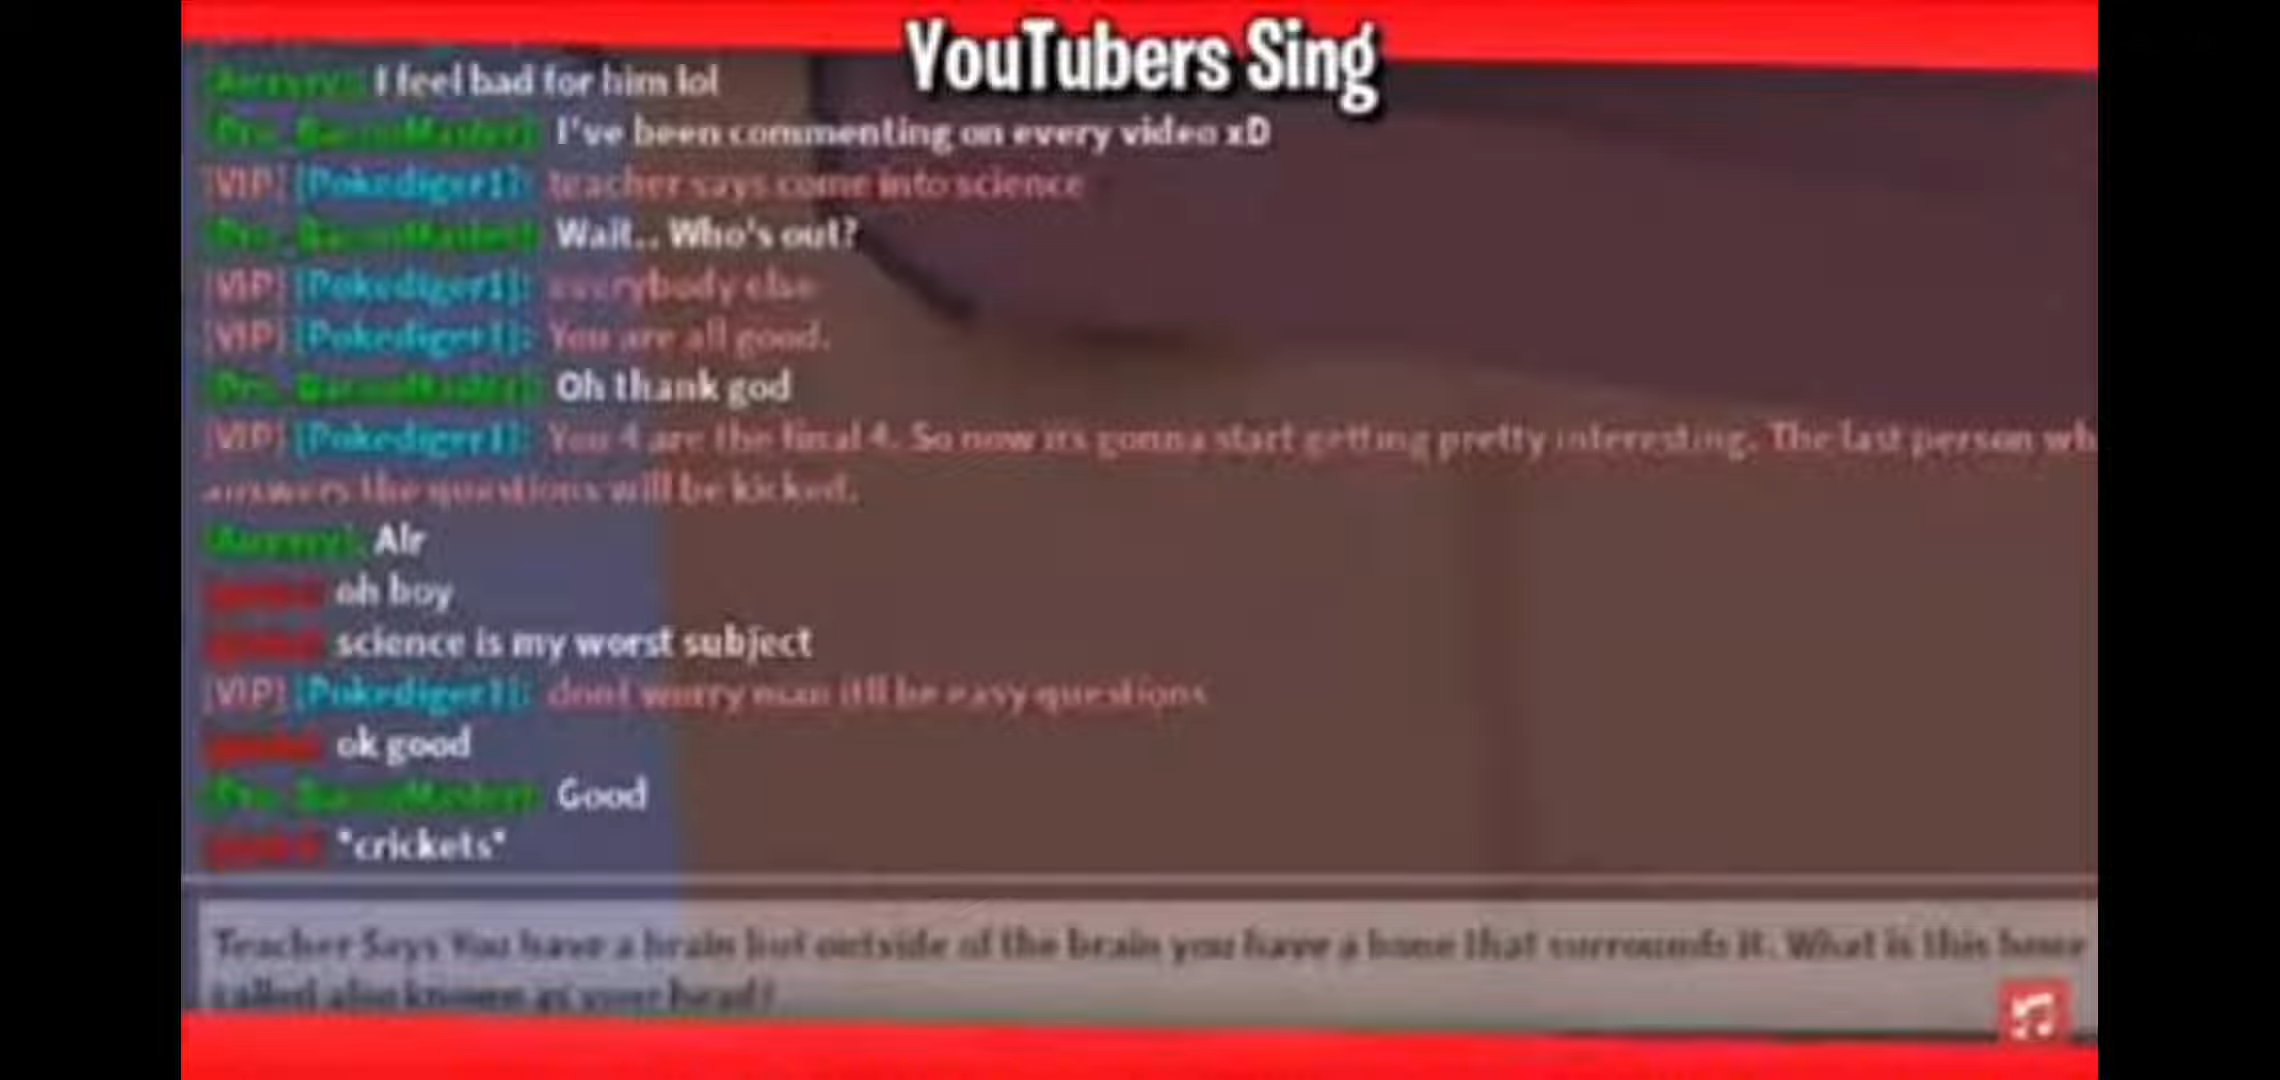 YouTubers Sing
I feel bad for him lol
I've been commenting on every video xD
[VIP] [Pokediger1]: teacher says come into science
Wait.. Who's out?
[VIP] [Pokediger1]: everybody else
[VIP] [Pokediger1]: You are all good.
Oh thank god
[VIP] [Pokediger1]: You 4 are the final 4. So now its gonna start getting pretty interesting. The last person wh
answers the questions will be kicked.
Alr
oh boy
science is my worst subject
[VIP] [Pokediger1]: dont worry man itll be easy questions
ok good
Good
*crickets*
Teacher Says You have a brain but outside of the brain you have a bone that surrounds it. What is this bone
called also known as your head?